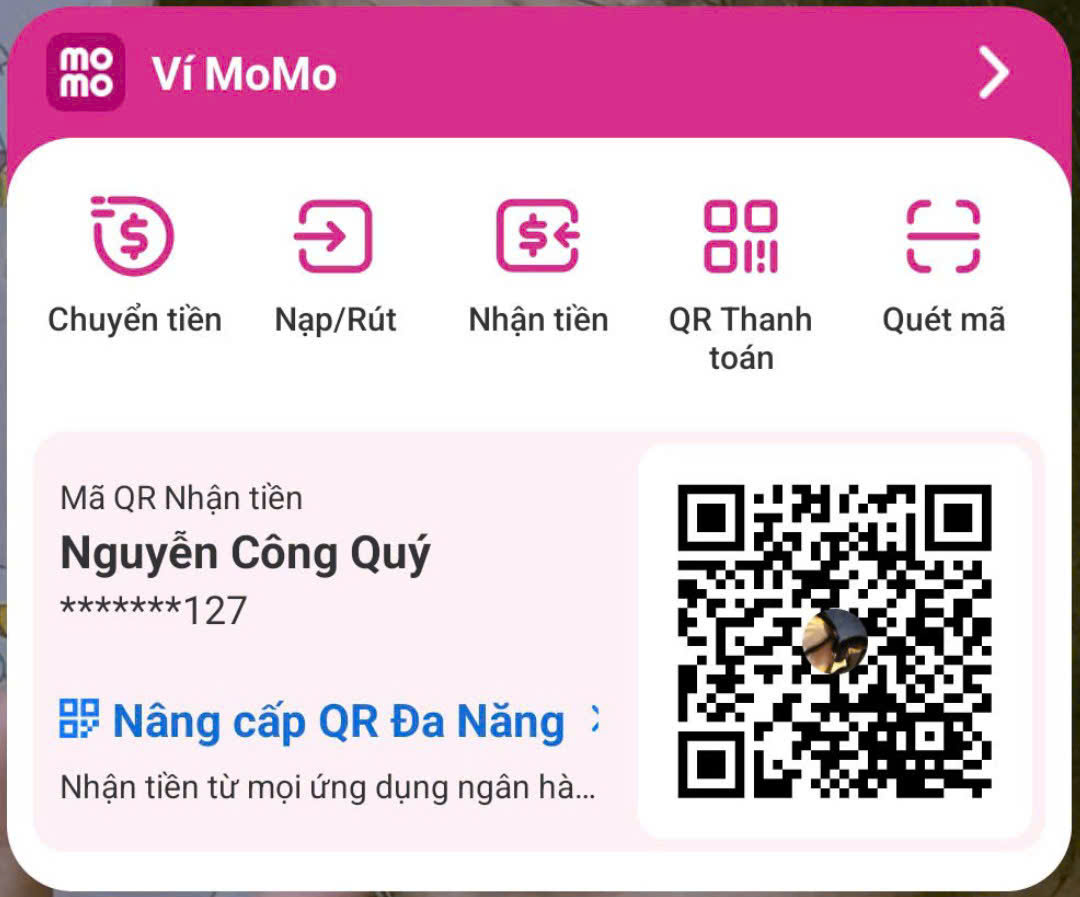 mo
mo
Ví MoMo
Chuyển tiền
Nạp/Rút
Nhận tiền
QR Thanh
toán
Quét mã
Mã QR Nhận tiền
Nguyễn Công Quý
*******127
Nâng cấp QR Đa Năng
Nhận tiền từ mọi ứng dụng ngân hà...